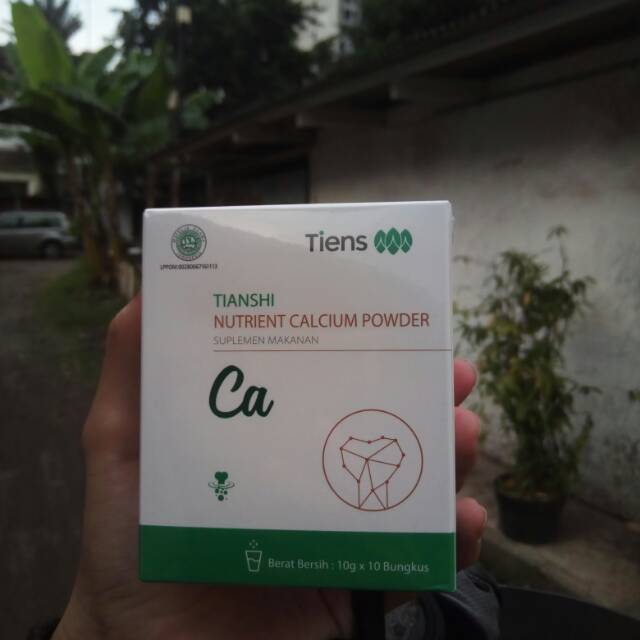 Tiens
TIANSHI
NUTRIENT CALCIUM POWDER
SUPLEMEN MAKANAN
Ca
Berat Bersih : 10g x 10 Bungkus